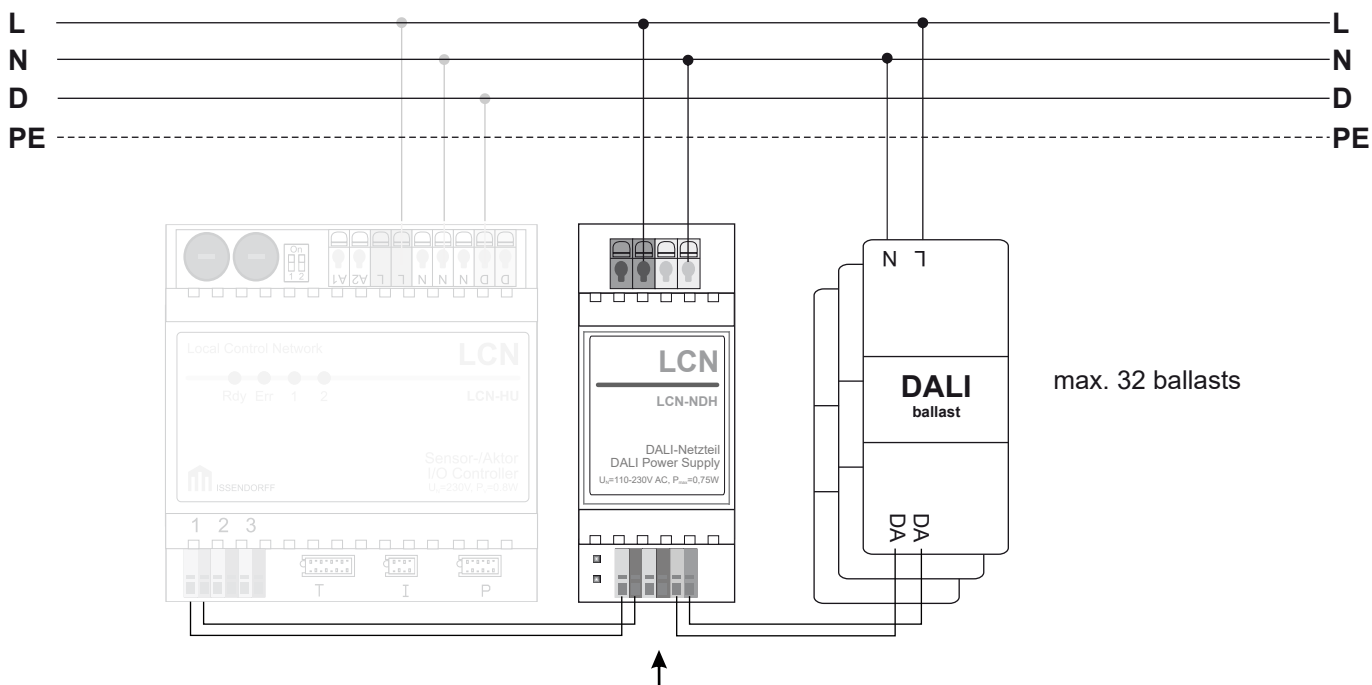 L L
N N
D D
PE PE
On
1 2
A1 A2 L L N N N D D
Local Control Network LCN
Rdy Err 1 2 LCN-HU
Sensor-/Aktor
I/O Controller
ISSENDORFF
1 2 3
T I P
LCN
LCN-NDH
DALI-Netzteil
DALI Power Supply
Uₙ=110-230V AC, Pₘₐₓ=0,75W
N L
DALI
ballast
DA DA
max. 32 ballasts